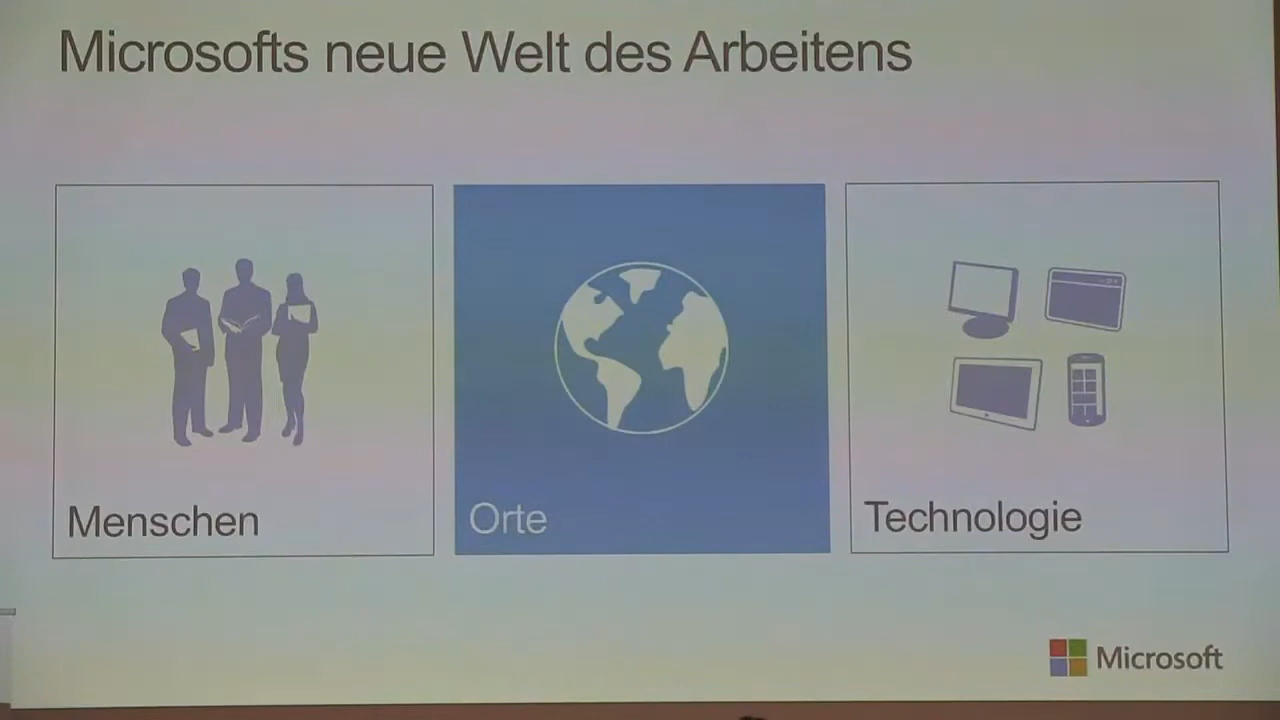 Microsofts neue Welt des Arbeitens
Menschen
Orte
Technologie
Microsoft